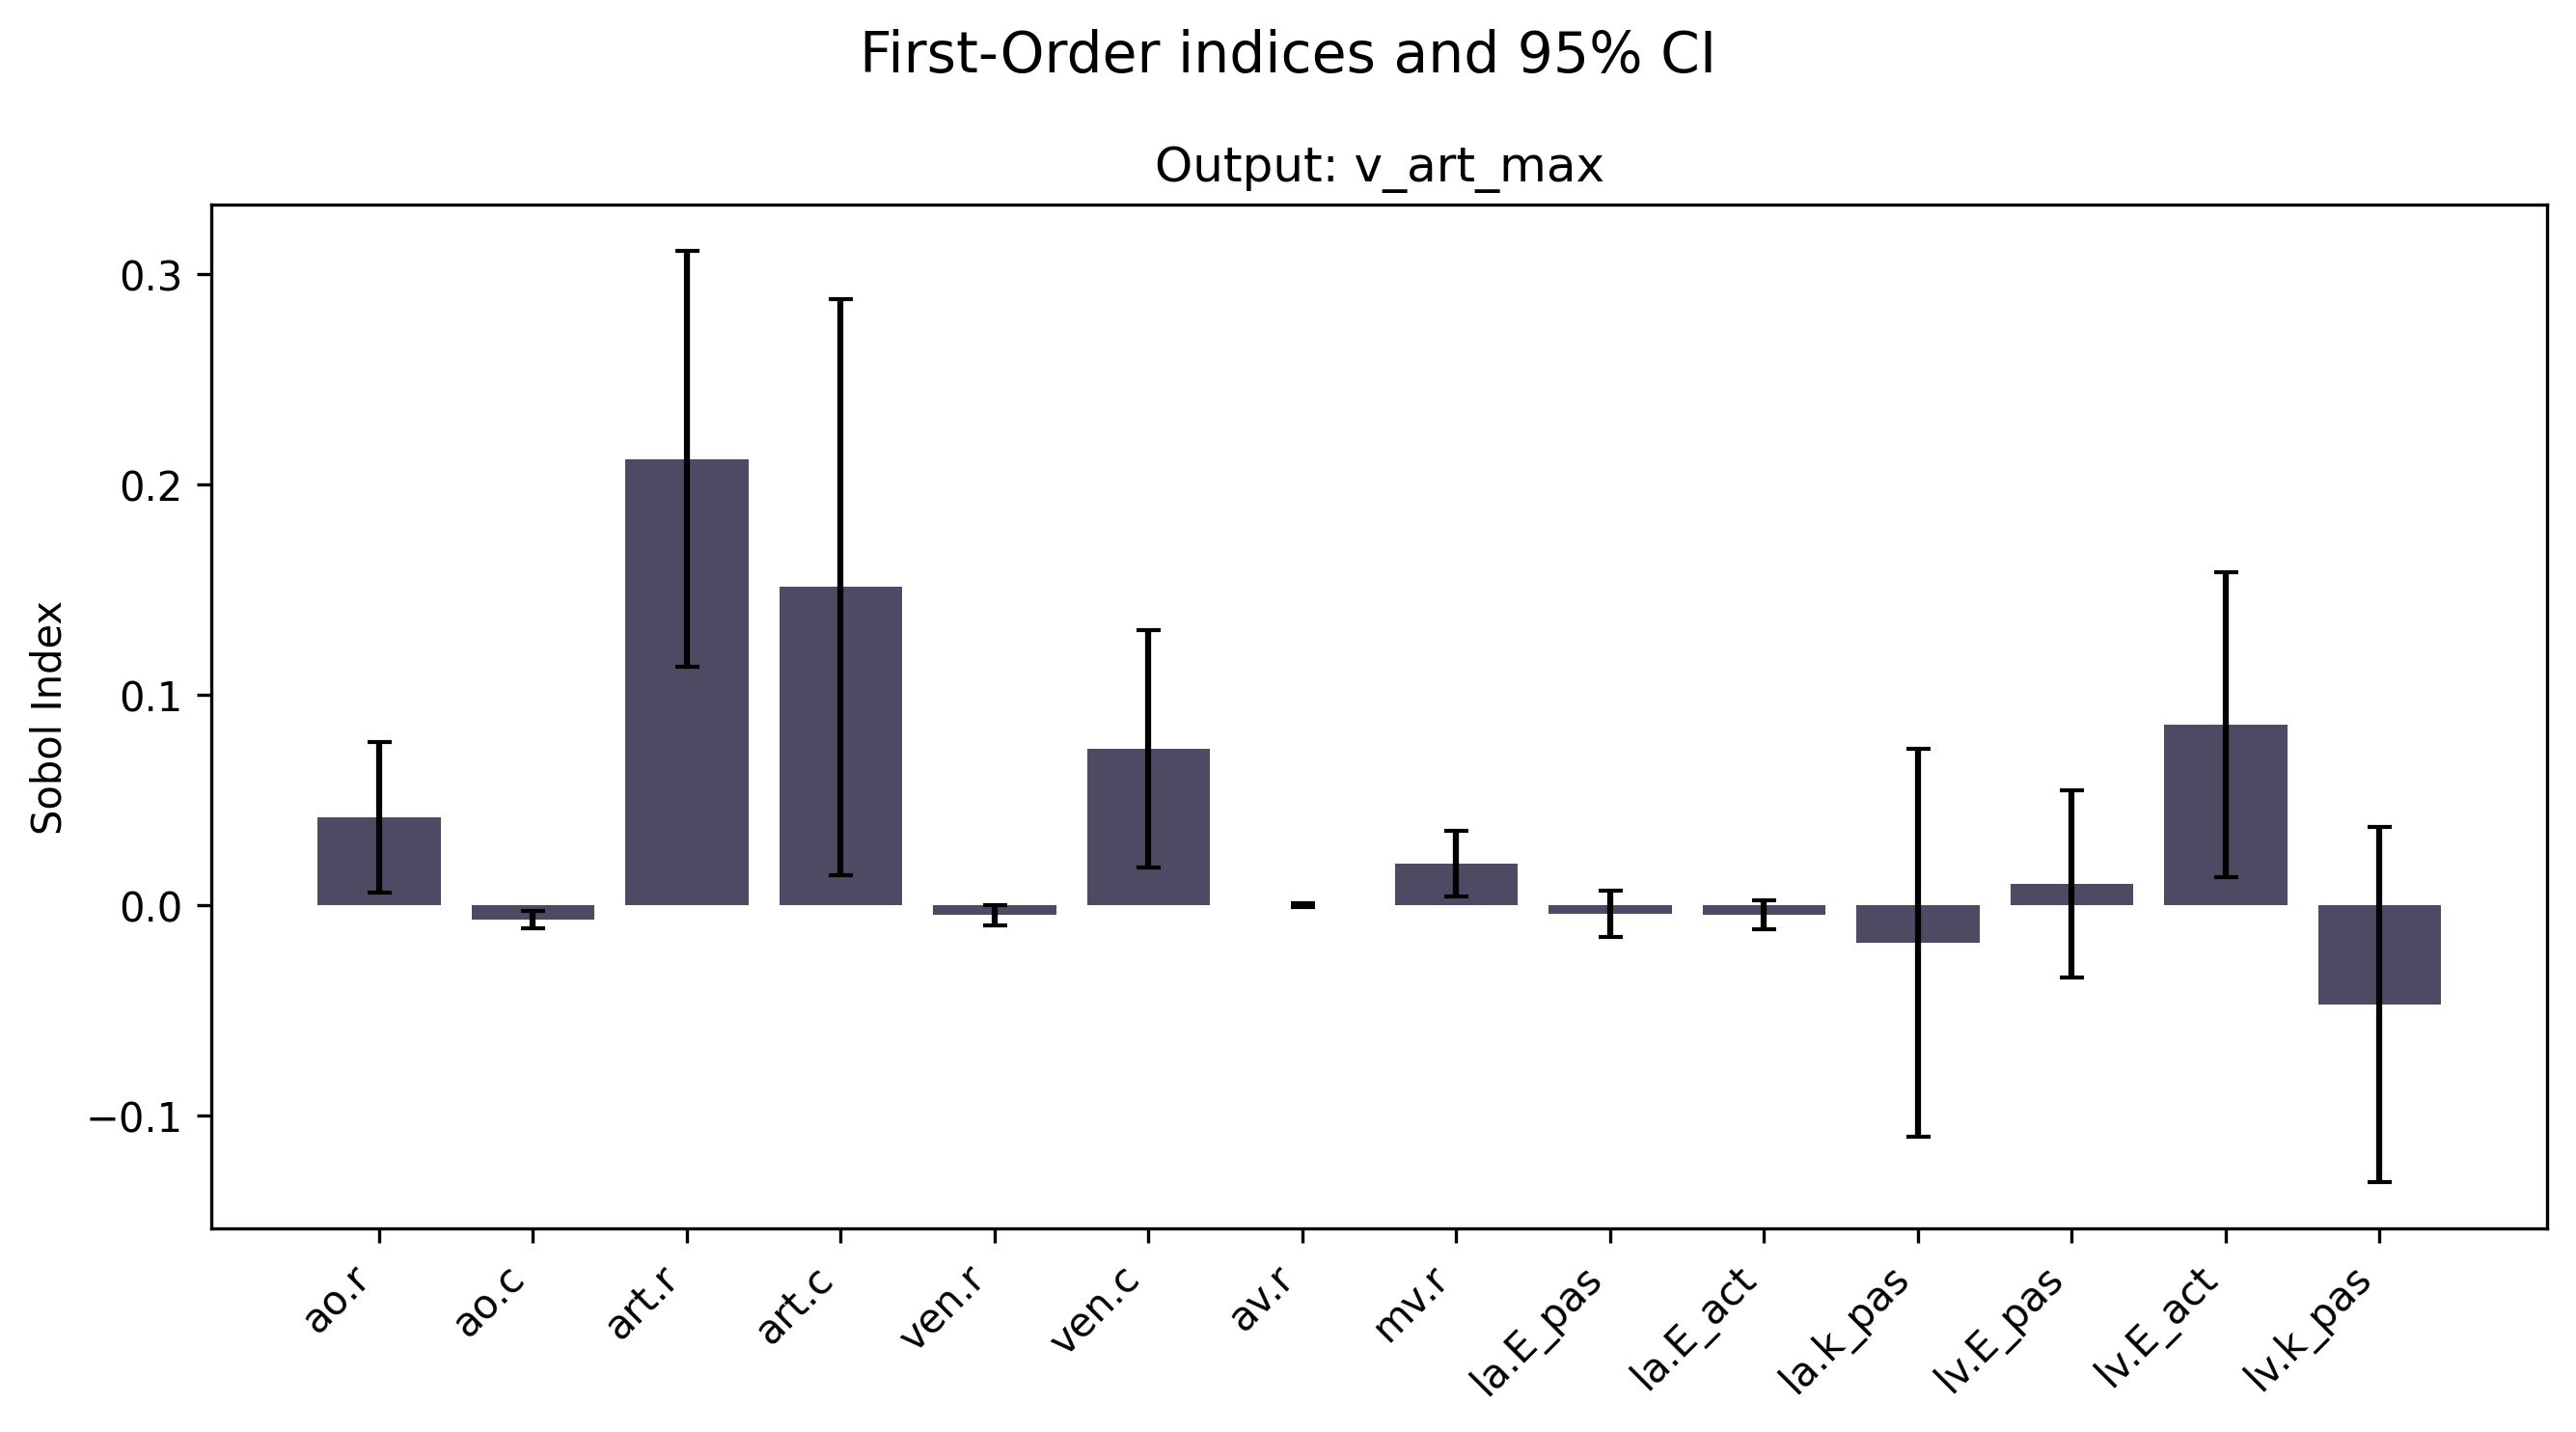 First-Order indices and 95% CI
Output: v_art_max
Sobol Index
0.3
0.2
0.1
0.0
−0.1
ao.r
ao.c
art.r
art.c
ven.r
ven.c
av.r
mv.r
la.E_pas
la.E_act
la.k_pas
lv.E_pas
lv.E_act
lv.k_pas